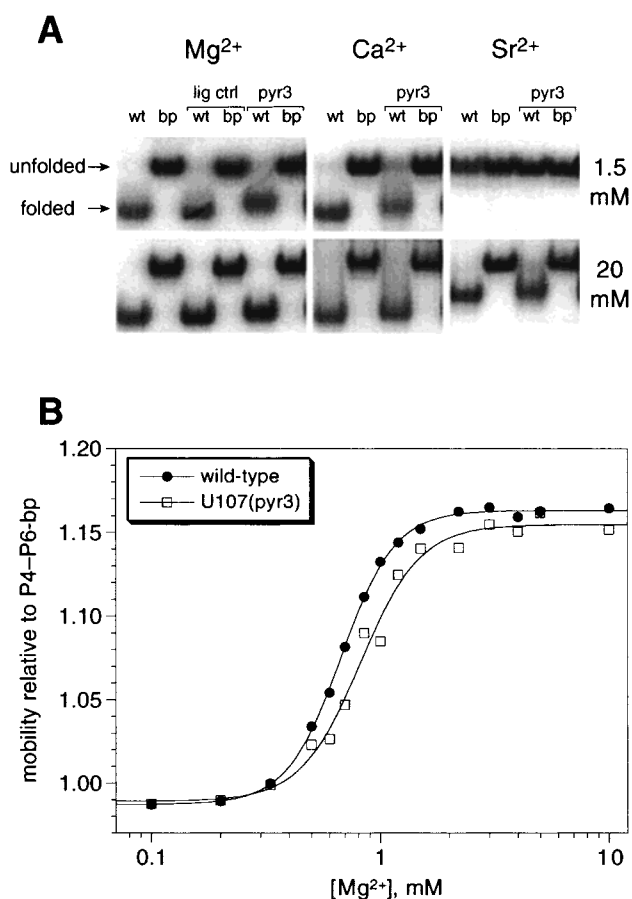 A
Mg2+ Ca2+ Sr2+
lig ctrl pyr3 pyr3 pyr3
wt bp wt bp wt bp wt bp wt bp wt bp wt bp
unfolded→
folded →
1.5 mM
20 mM
B
1.20
1.15
1.10
1.05
1.00
mobility relative to P4–P6-bp
wild-type
U107(pyr3)
0.1 1 10
[Mg2+], mM